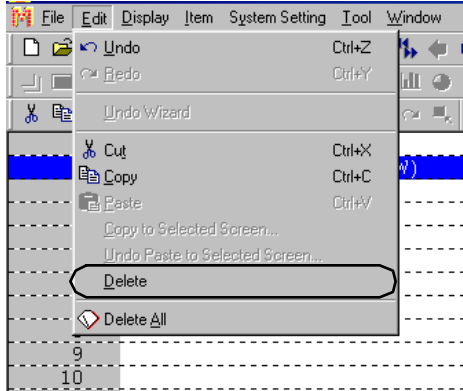 File Edit Display Item System Setting Tool Window
Undo Ctrl+Z
Redo Ctrl+Y
Undo Wizard
Cut Ctrl+X
Copy Ctrl+C
Paste Ctrl+V
Copy to Selected Screen...
Undo Paste to Selected Screen...
Delete
Delete All
9
10